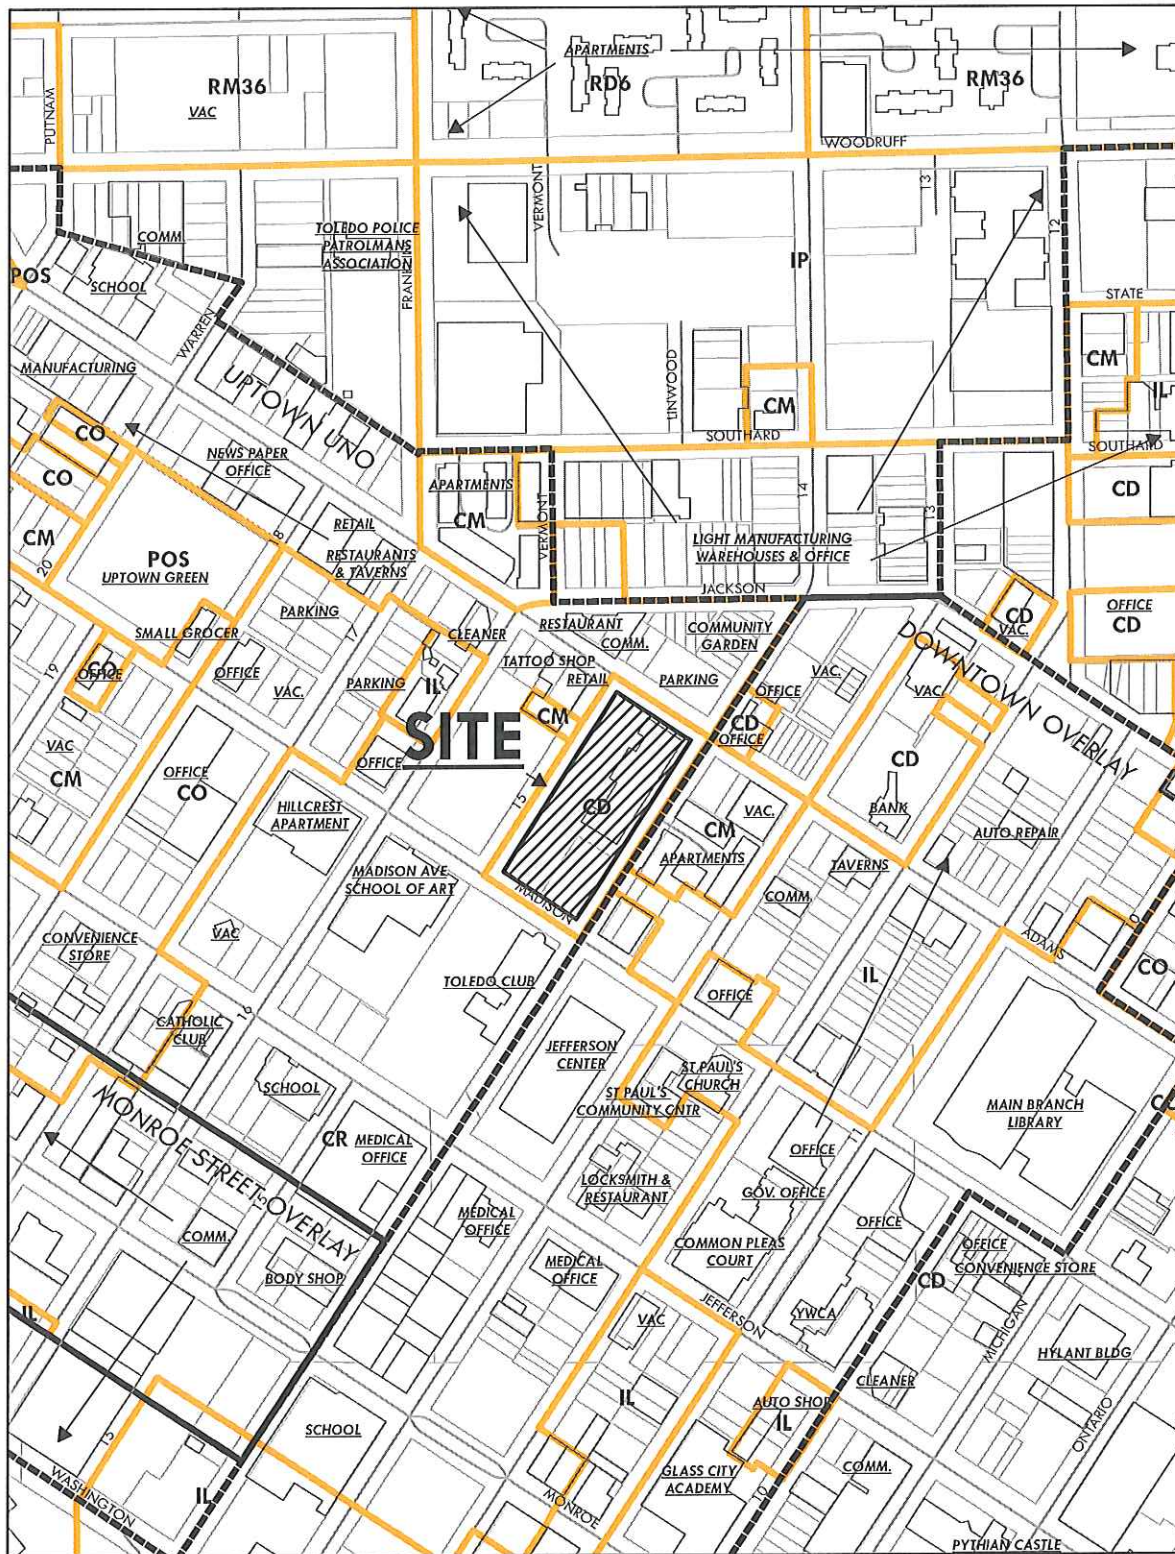 APARTMENTS
RM36
VAC
RD6
RM36
PUTNAM
WOODRUFF
VERMONT
13
12
COMM.
TOLEDO POLICE
PATROLMANS
ASSOCIATION
POS
SCHOOL
IP
STATE
WARREN
MANUFACTURING
UPTOWN UNO
LINWOOD
CM
CM
IL
SOUTHARD
SOUTHARD
CO
NEWS PAPER
OFFICE
CO
APARTMENTS
CM
VERMONT
14
13
CD
RETAIL
LIGHT MANUFACTURING
WAREHOUSES & OFFICE
CM
18
POS
UPTOWN GREEN
RESTAURANTS
& TAVERNS
20
JACKSON
PARKING
17
RESTAURANT
COMM.
COMMUNITY
GARDEN
CD
VAC.
OFFICE
CD
SMALL GROCER
CLEANER
DOWNTOWN OVERLAY
19
CO
OFFICE
OFFICE
VAC.
PARKING
IL
TATTOO SHOP
RETAIL
PARKING
VAC.
OFFICE
VAC.
CM
SITE
CD
OFFICE
VAC
CM
OFFICE
CO
OFFICE
15
CD
CD
HILLCREST
APARTMENT
CM
VAC.
BANK
AUTO REPAIR
APARTMENTS
TAVERNS
MADISON AVE
SCHOOL OF ART
MADISON
COMM.
VAC
CONVENIENCE
STORE
ADAMS
CO
TOLEDO CLUB
OFFICE
IL
16
CATHOLIC
CLUB
JEFFERSON
CENTER
SCHOOL
ST PAUL'S
CHURCH
ST PAUL'S
COMMUNITY CNTR
MAIN BRANCH
LIBRARY
MONROE STREET OVERLAY
CR
MEDICAL
OFFICE
OFFICE
LOCKSMITH &
RESTAURANT
GOV. OFFICE
MEDICAL
OFFICE
OFFICE
COMM.
COMMON PLEAS
COURT
OFFICE
CONVENIENCE STORE
BODY SHOP
MEDICAL
OFFICE
CD
IL
JEFFERSON
YWCA
VAC
MICHIGAN
HYLANT BLDG
CLEANER
IL
AUTO SHOP
IL
SCHOOL
ONTARIO
13
WASHINGTON
IL
GLASS CITY
ACADEMY
COMM.
10
MONROE
PYTHIAN CASTLE